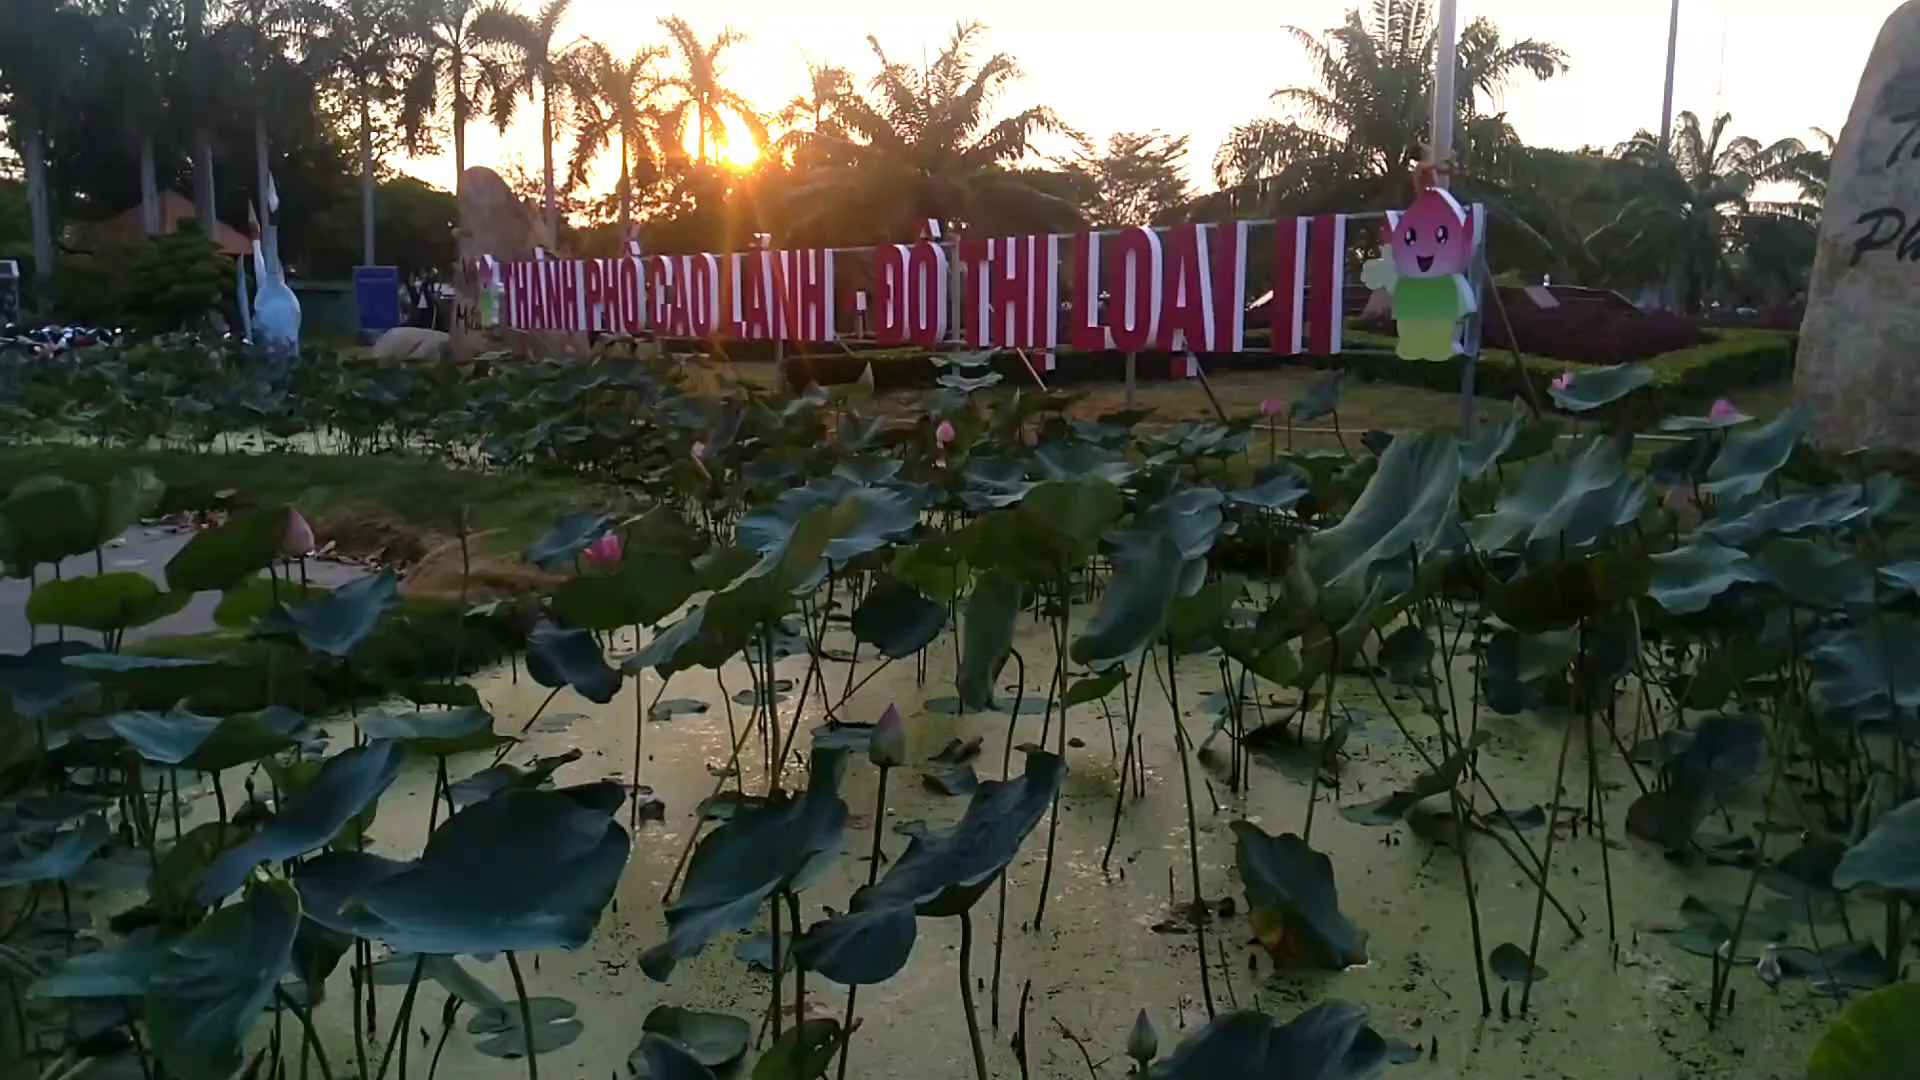 THÀNH PHỐ CAO LÃNH - ĐÔ THỊ LOẠI II